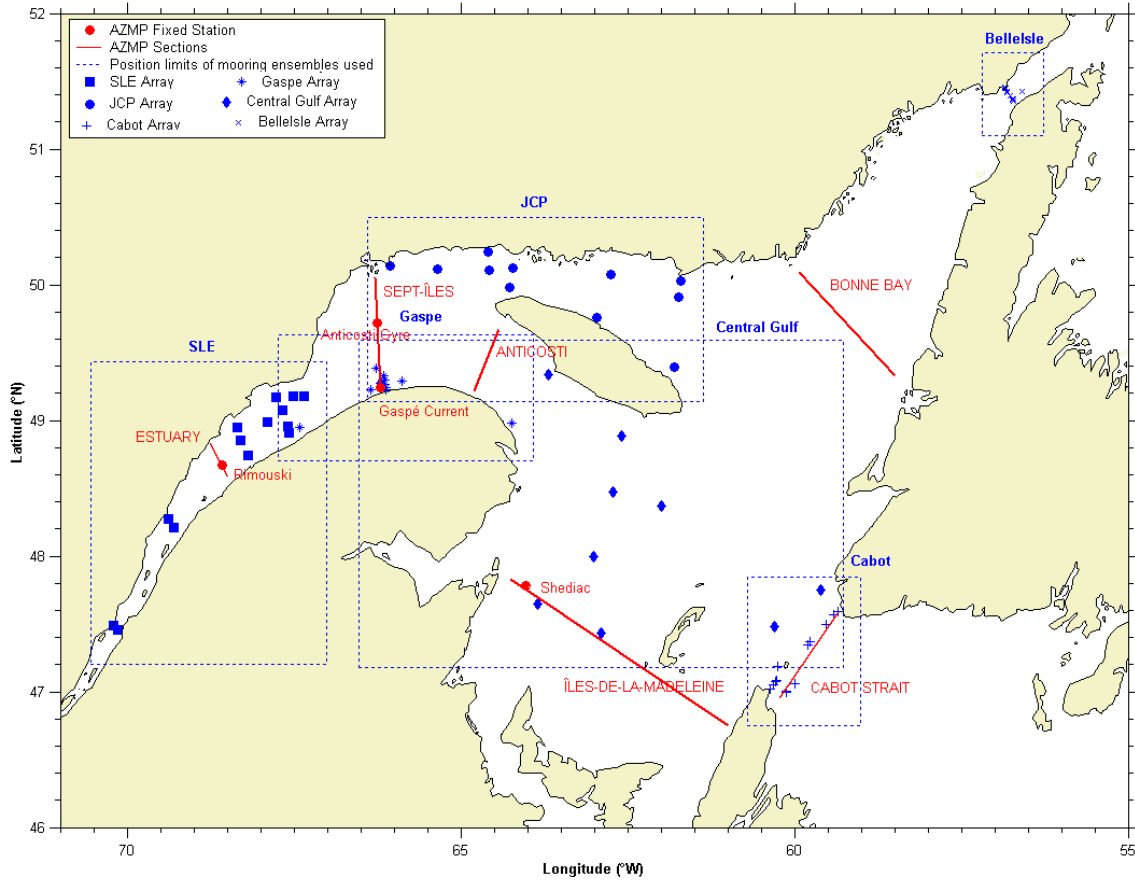 52
51
50
49
48
47
46
Latitude (°N)
AZMP Fixed Station
AZMP Sections
Position limits of mooring ensembles used
SLE Array
Gaspe Array
JCP Array
Central Gulf Array
Cabot Array
BelleIsle Array
BelleIsle
JCP
SEPT-ÎLES
BONNE BAY
Gaspe
Anticosti Gyre
Central Gulf
SLE
ANTICOSTI
Gaspé Current
ESTUARY
Rimouski
Cabot
Shediac
ÎLES-DE-LA-MADELEINE
CABOT STRAIT
70
65
60
55
Longitude (°W)